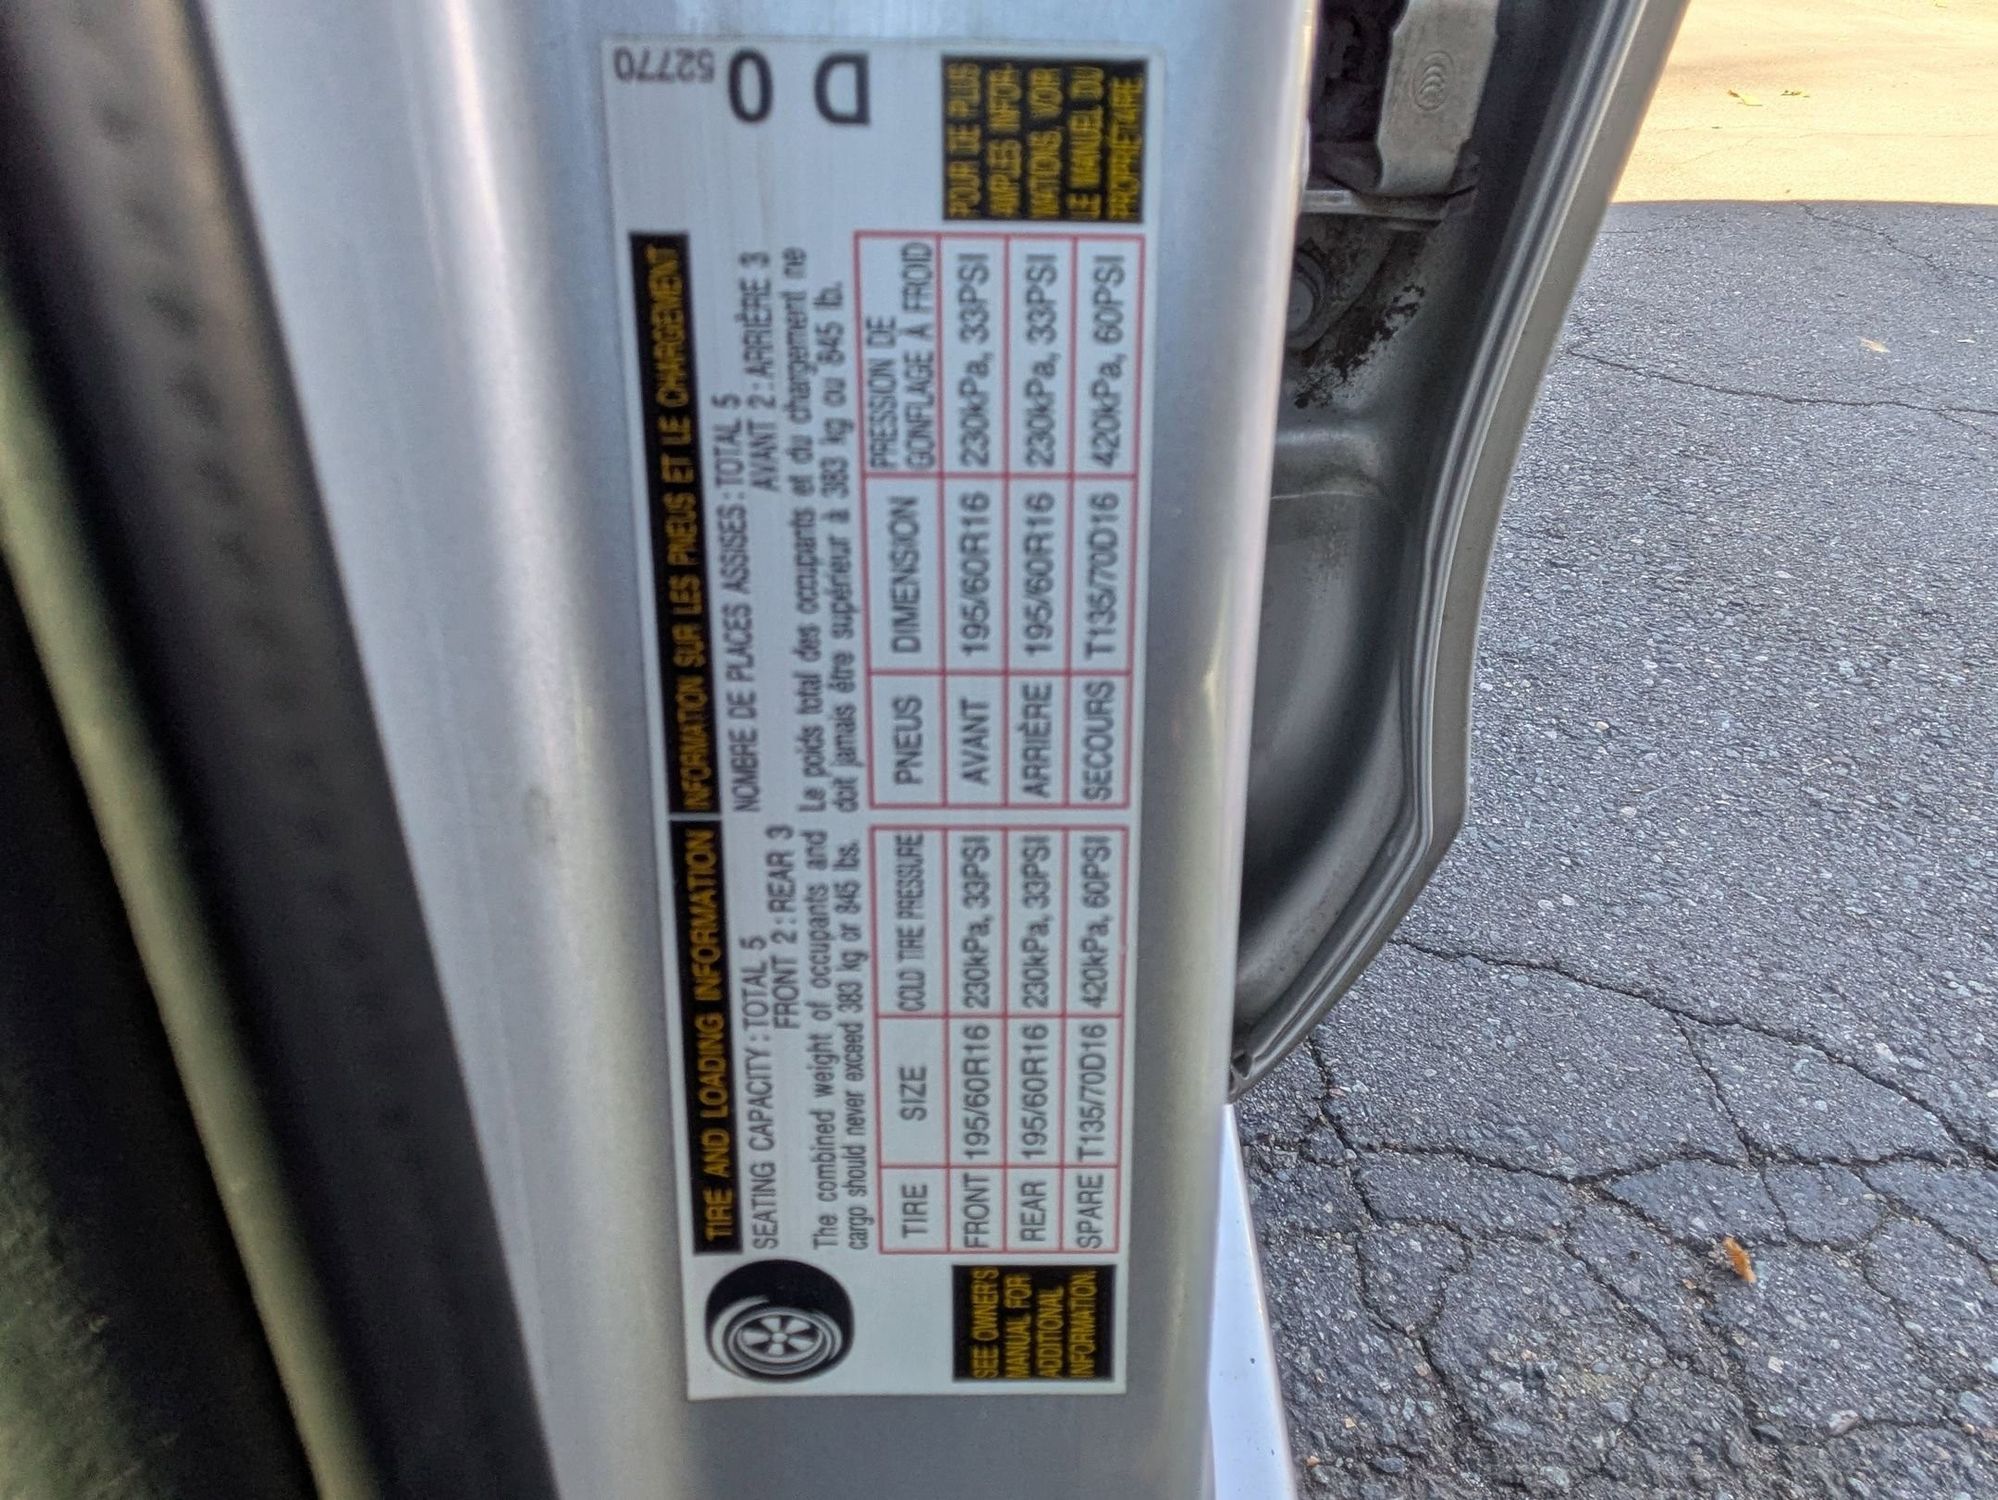 TIRE AND LOADING INFORMATION
SEATING CAPACITY : TOTAL 5
FRONT 2 : REAR 3
The combined weight of occupants and
cargo should never exceed 383 kg or 845 lbs.
TIRE SIZE COLD TIRE PRESSURE
FRONT 195/60R16 230kPa, 33PSI
REAR 195/60R16 230kPa, 33PSI
SPARE T135/70D16 420kPa, 60PSI
SEE OWNER'S
MANUAL FOR
ADDITIONAL
INFORMATION.
INFORMATION SUR LES PNEUS ET LE CHARGEMENT
NOMBRE DE PLACES ASSISES : TOTAL 5
AVANT 2 : ARRIÈRE 3
Le poids total des occupants et du chargement ne
doit jamais être supérieur à 383 kg ou 845 lb.
PNEUS DIMENSION PRESSION DE
GONFLAGE À FROID
AVANT 195/60R16 230kPa, 33PSI
ARRIÈRE 195/60R16 230kPa, 33PSI
SECOURS T135/70D16 420kPa, 60PSI
52770
0
D
POUR DE PLUS
AMPLES INFOR-
MATIONS, VOIR
LE MANUEL DU
PROPRIÉTAIRE